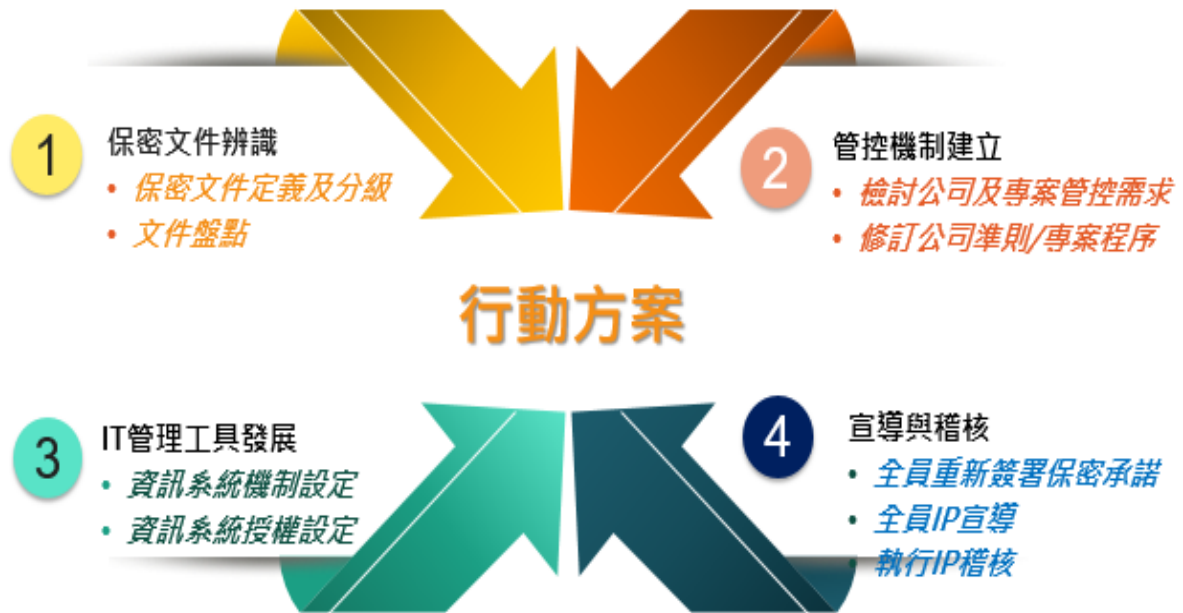 1
保密文件辨識
• 保密文件定義及分級
• 文件盤點
2
管控機制建立
• 檢討公司及專案管控需求
• 修訂公司準則/專案程序
行動方案
3
IT管理工具發展
• 資訊系統機制設定
• 資訊系統授權設定
4
宣導與稽核
• 全員重新簽署保密承諾
• 全員IP宣導
• 執行IP稽核